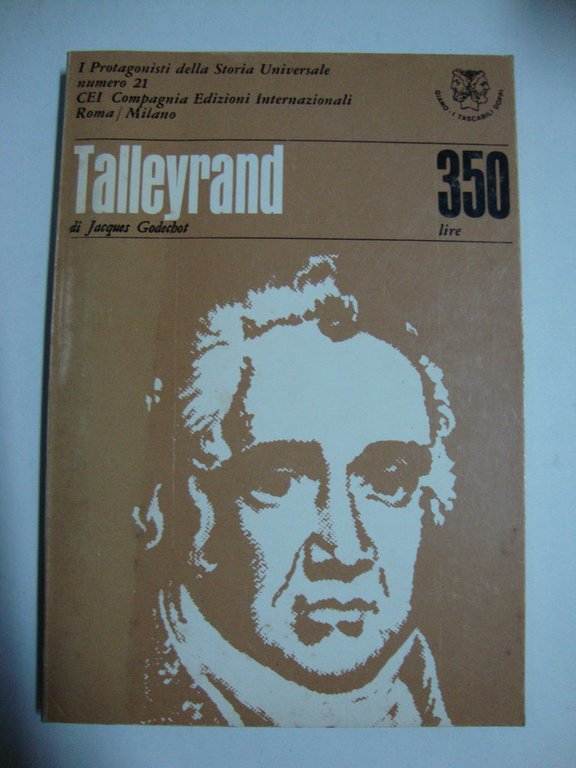 I Protagonisti della Storia Universale
numero 21
CEI Compagnia Edizioni Internazionali
Roma / Milano
GIANO - I TASCABILI DOPPI
Talleyrand
350
di Jacques Godechot
lire